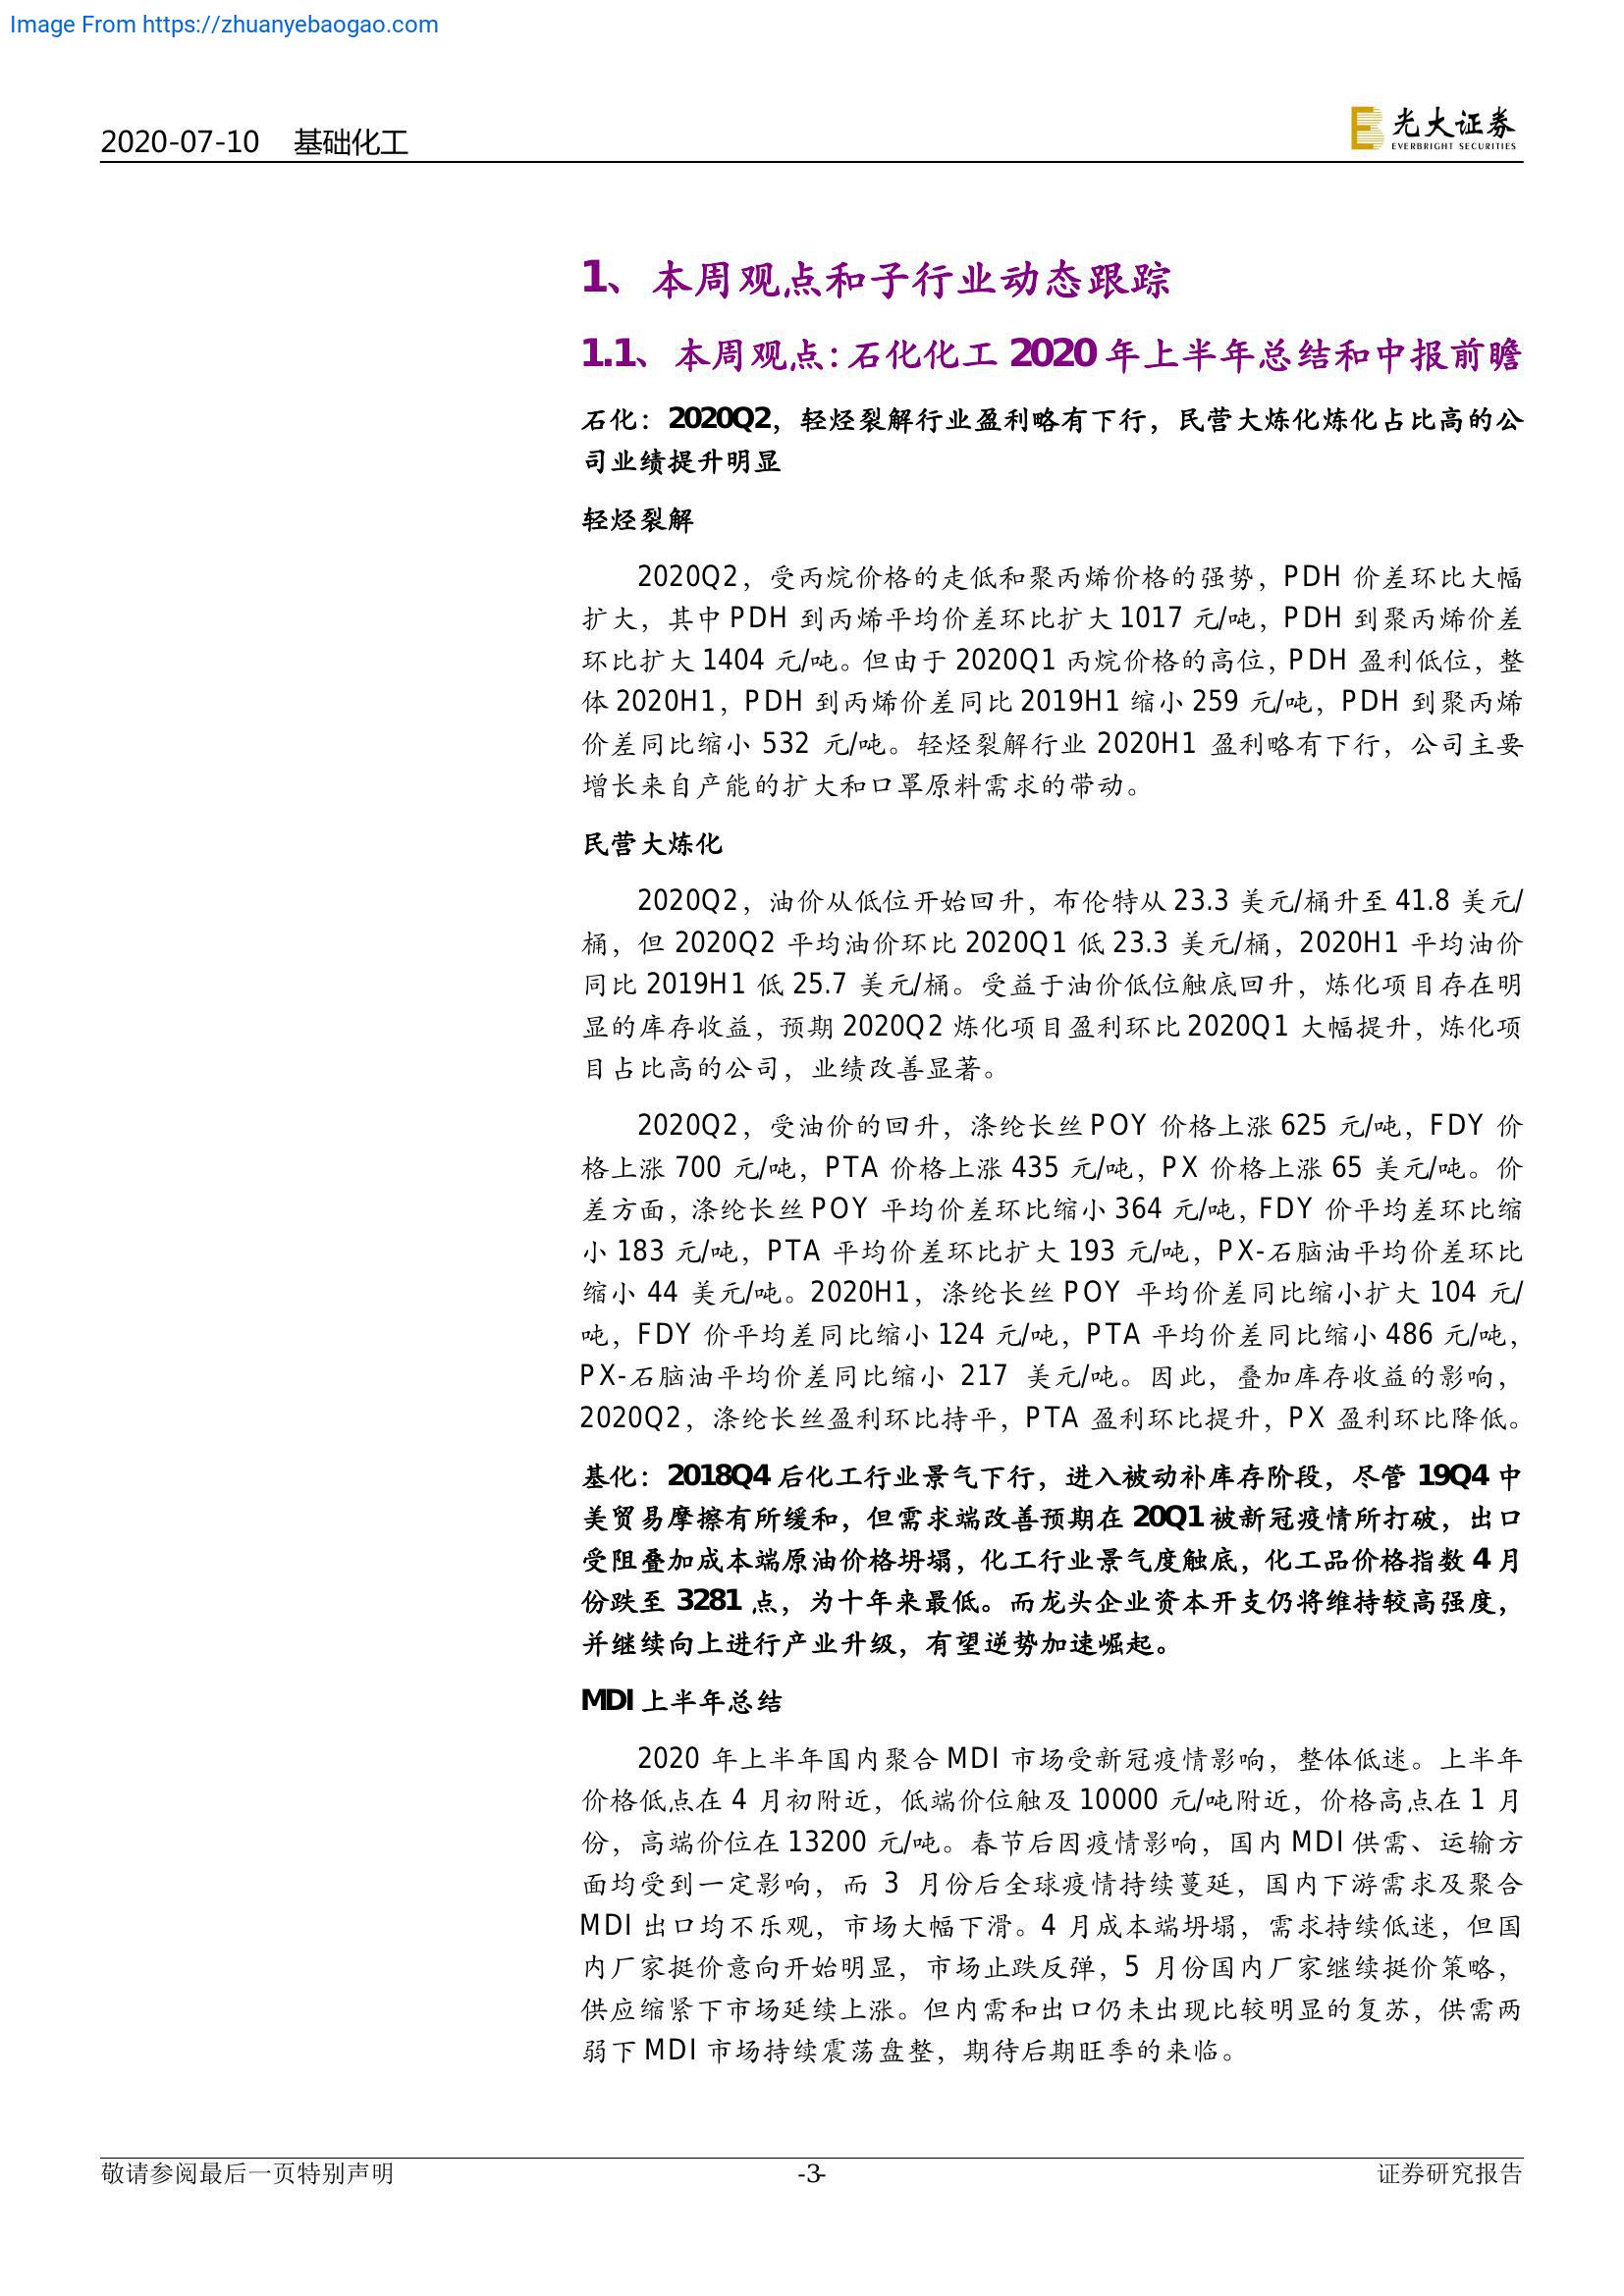 Image From https://zhuanyebaogao.com
2020-07-10 基础化工
光大证券
EVERBRIGHT SECURITIES
1、本周观点和子行业动态跟踪
1.1、本周观点：石化化工 2020 年上半年总结和中报前瞻
石化：2020Q2，轻烃裂解行业盈利略有下行，民营大炼化炼化占比高的公
司业绩提升明显
轻烃裂解
2020Q2，受丙烷价格的走低和聚丙烯价格的强势，PDH 价差环比大幅
扩大，其中 PDH 到丙烯平均价差环比扩大 1017 元/吨，PDH 到聚丙烯价差
环比扩大 1404 元/吨。但由于 2020Q1 丙烷价格的高位，PDH 盈利低位，整
体 2020H1，PDH 到丙烯价差同比 2019H1 缩小 259 元/吨，PDH 到聚丙烯
价差同比缩小 532 元/吨。轻烃裂解行业 2020H1 盈利略有下行，公司主要
增长来自产能的扩大和口罩原料需求的带动。
民营大炼化
2020Q2，油价从低位开始回升，布伦特从 23.3 美元/桶升至 41.8 美元/
桶，但 2020Q2 平均油价环比 2020Q1 低 23.3 美元/桶，2020H1 平均油价
同比 2019H1 低 25.7 美元/桶。受益于油价低位触底回升，炼化项目存在明
显的库存收益，预期 2020Q2 炼化项目盈利环比 2020Q1 大幅提升，炼化项
目占比高的公司，业绩改善显著。
2020Q2，受油价的回升，涤纶长丝 POY 价格上涨 625 元/吨，FDY 价
格上涨 700 元/吨，PTA 价格上涨 435 元/吨，PX 价格上涨 65 美元/吨。价
差方面，涤纶长丝 POY 平均价差环比缩小 364 元/吨，FDY 价平均差环比缩
小 183 元/吨，PTA 平均价差环比扩大 193 元/吨，PX-石脑油平均价差环比
缩小 44 美元/吨。2020H1，涤纶长丝 POY 平均价差同比缩小扩大 104 元/
吨，FDY 价平均差同比缩小 124 元/吨，PTA 平均价差同比缩小 486 元/吨，
PX-石脑油平均价差同比缩小 217 美元/吨。因此，叠加库存收益的影响，
2020Q2，涤纶长丝盈利环比持平，PTA 盈利环比提升，PX 盈利环比降低。
基化：2018Q4 后化工行业景气下行，进入被动补库存阶段，尽管 19Q4 中
美贸易摩擦有所缓和，但需求端改善预期在 20Q1 被新冠疫情所打破，出口
受阻叠加成本端原油价格坍塌，化工行业景气度触底，化工品价格指数 4 月
份跌至 3281 点，为十年来最低。而龙头企业资本开支仍将维持较高强度，
并继续向上进行产业升级，有望逆势加速崛起。
MDI 上半年总结
2020 年上半年国内聚合 MDI 市场受新冠疫情影响，整体低迷。上半年
价格低点在 4 月初附近，低端价位触及 10000 元/吨附近，价格高点在 1 月
份，高端价位在 13200 元/吨。春节后因疫情影响，国内 MDI 供需、运输方
面均受到一定影响，而 3 月份后全球疫情持续蔓延，国内下游需求及聚合
MDI 出口均不乐观，市场大幅下滑。4 月成本端坍塌，需求持续低迷，但国
内厂家挺价意向开始明显，市场止跌反弹，5 月份国内厂家继续挺价策略，
供应缩紧下市场延续上涨。但内需和出口仍未出现比较明显的复苏，供需两
弱下 MDI 市场持续震荡盘整，期待后期旺季的来临。
敬请参阅最后一页特别声明 -3- 证券研究报告